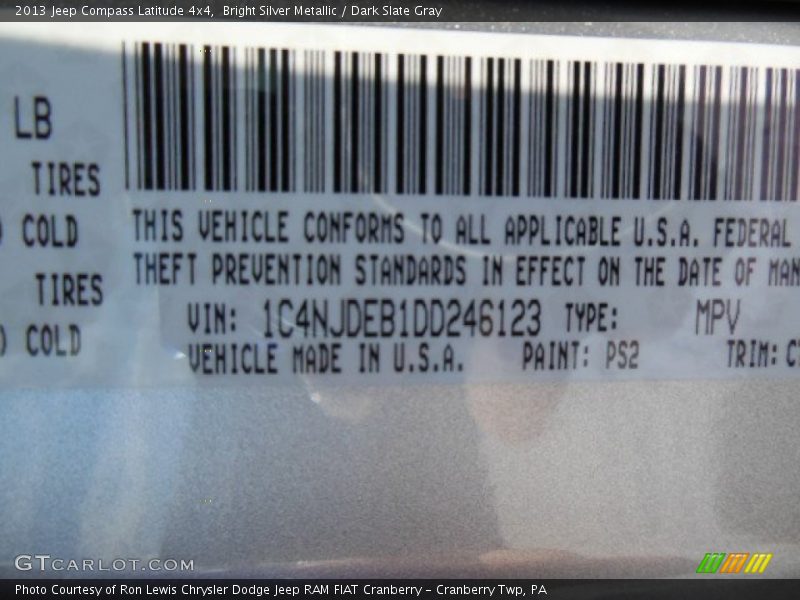 2013 Jeep Compass Latitude 4x4, Bright Silver Metallic / Dark Slate Gray
LB
TIRES
COLD
TIRES
COLD
THIS VEHICLE CONFORMS TO ALL APPLICABLE U.S.A. FEDERAL
THEFT PREVENTION STANDARDS IN EFFECT ON THE DATE OF MAN
VIN: 1C4NJDEB1DD246123 TYPE: MPV
VEHICLE MADE IN U.S.A. PAINT: PS2 TRIM:
GTCARLOT.COM
Photo Courtesy of Ron Lewis Chrysler Dodge Jeep RAM FIAT Cranberry - Cranberry Twp, PA